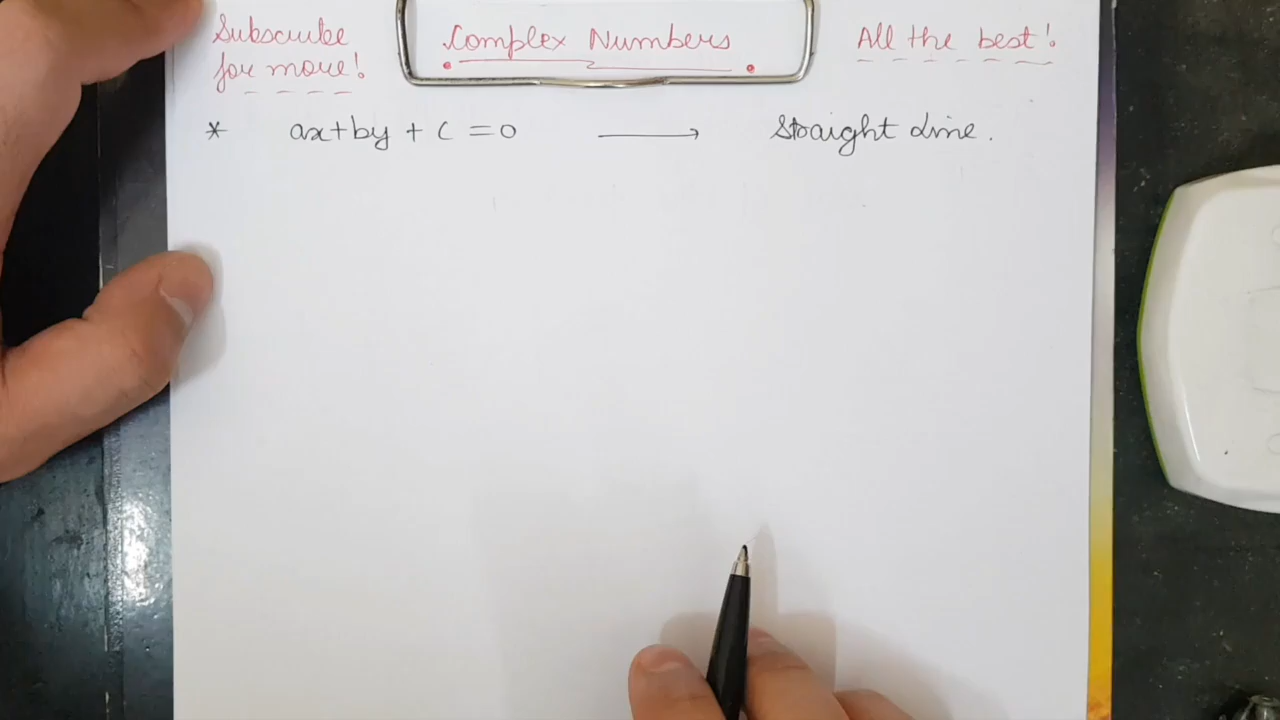 Subscribe
for more!
Complex Numbers
All the best!
* ax+by + c = 0 → Straight Line.